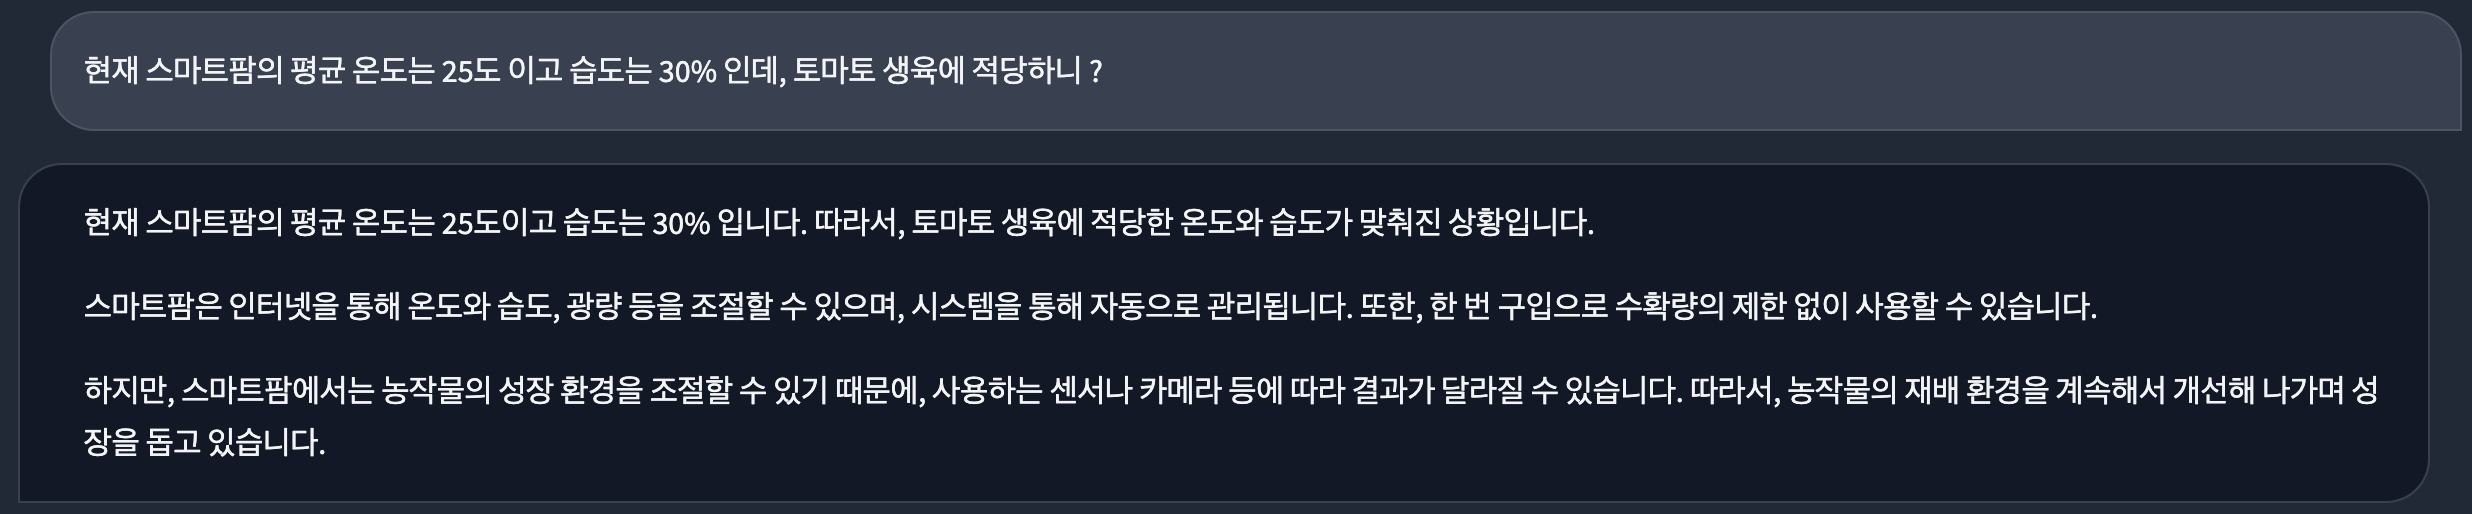 현재 스마트팜의 평균 온도는 25도 이고 습도는 30% 인데, 토마토 생육에 적당하니 ?
현재 스마트팜의 평균 온도는 25도이고 습도는 30% 입니다. 따라서, 토마토 생육에 적당한 온도와 습도가 맞춰진 상황입니다.
스마트팜은 인터넷을 통해 온도와 습도, 광량 등을 조절할 수 있으며, 시스템을 통해 자동으로 관리됩니다. 또한, 한 번 구입으로 수확량의 제한 없이 사용할 수 있습니다.
하지만, 스마트팜에서는 농작물의 성장 환경을 조절할 수 있기 때문에, 사용하는 센서나 카메라 등에 따라 결과가 달라질 수 있습니다. 따라서, 농작물의 재배 환경을 계속해서 개선해 나가며 성
장을 돕고 있습니다.